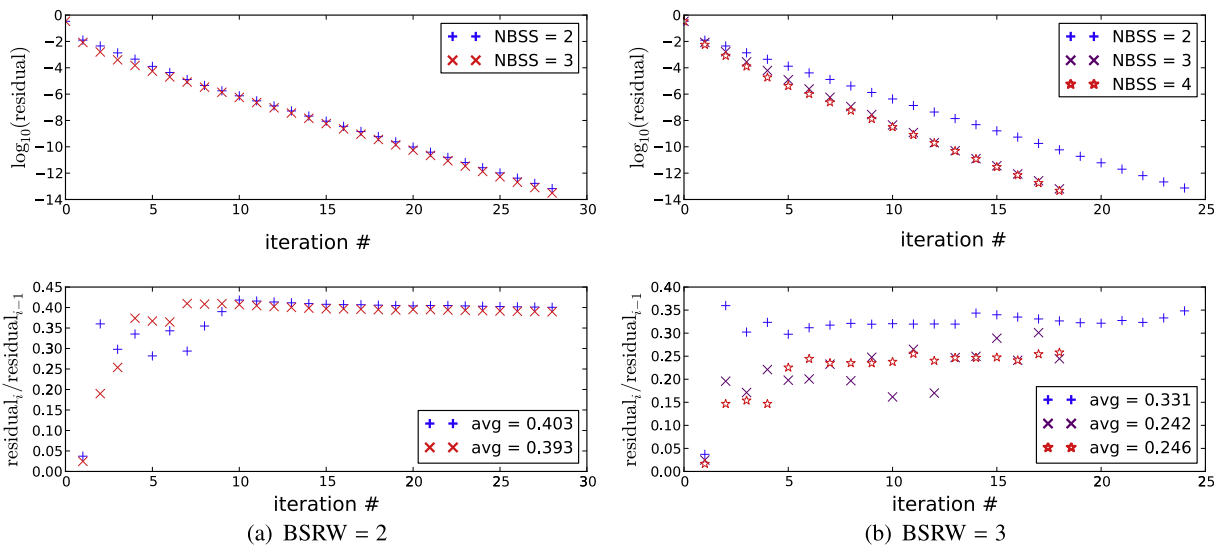 0
−2
−4
−6
−8
−10
−12
−14
log₁₀(residual)
NBSS = 2
NBSS = 3
0 5 10 15 20 25 30
iteration #
0.45
0.40
0.35
0.30
0.25
0.20
0.15
0.10
0.05
0.00
residualᵢ/residualᵢ₋₁
avg = 0.403
avg = 0.393
0 5 10 15 20 25 30
iteration #
(a) BSRW = 2
0
−2
−4
−6
−8
−10
−12
−14
log₁₀(residual)
NBSS = 2
NBSS = 3
NBSS = 4
0 5 10 15 20 25
iteration #
0.40
0.35
0.30
0.25
0.20
0.15
0.10
0.05
0.00
residualᵢ/residualᵢ₋₁
avg = 0.331
avg = 0.242
avg = 0.246
0 5 10 15 20 25
iteration #
(b) BSRW = 3